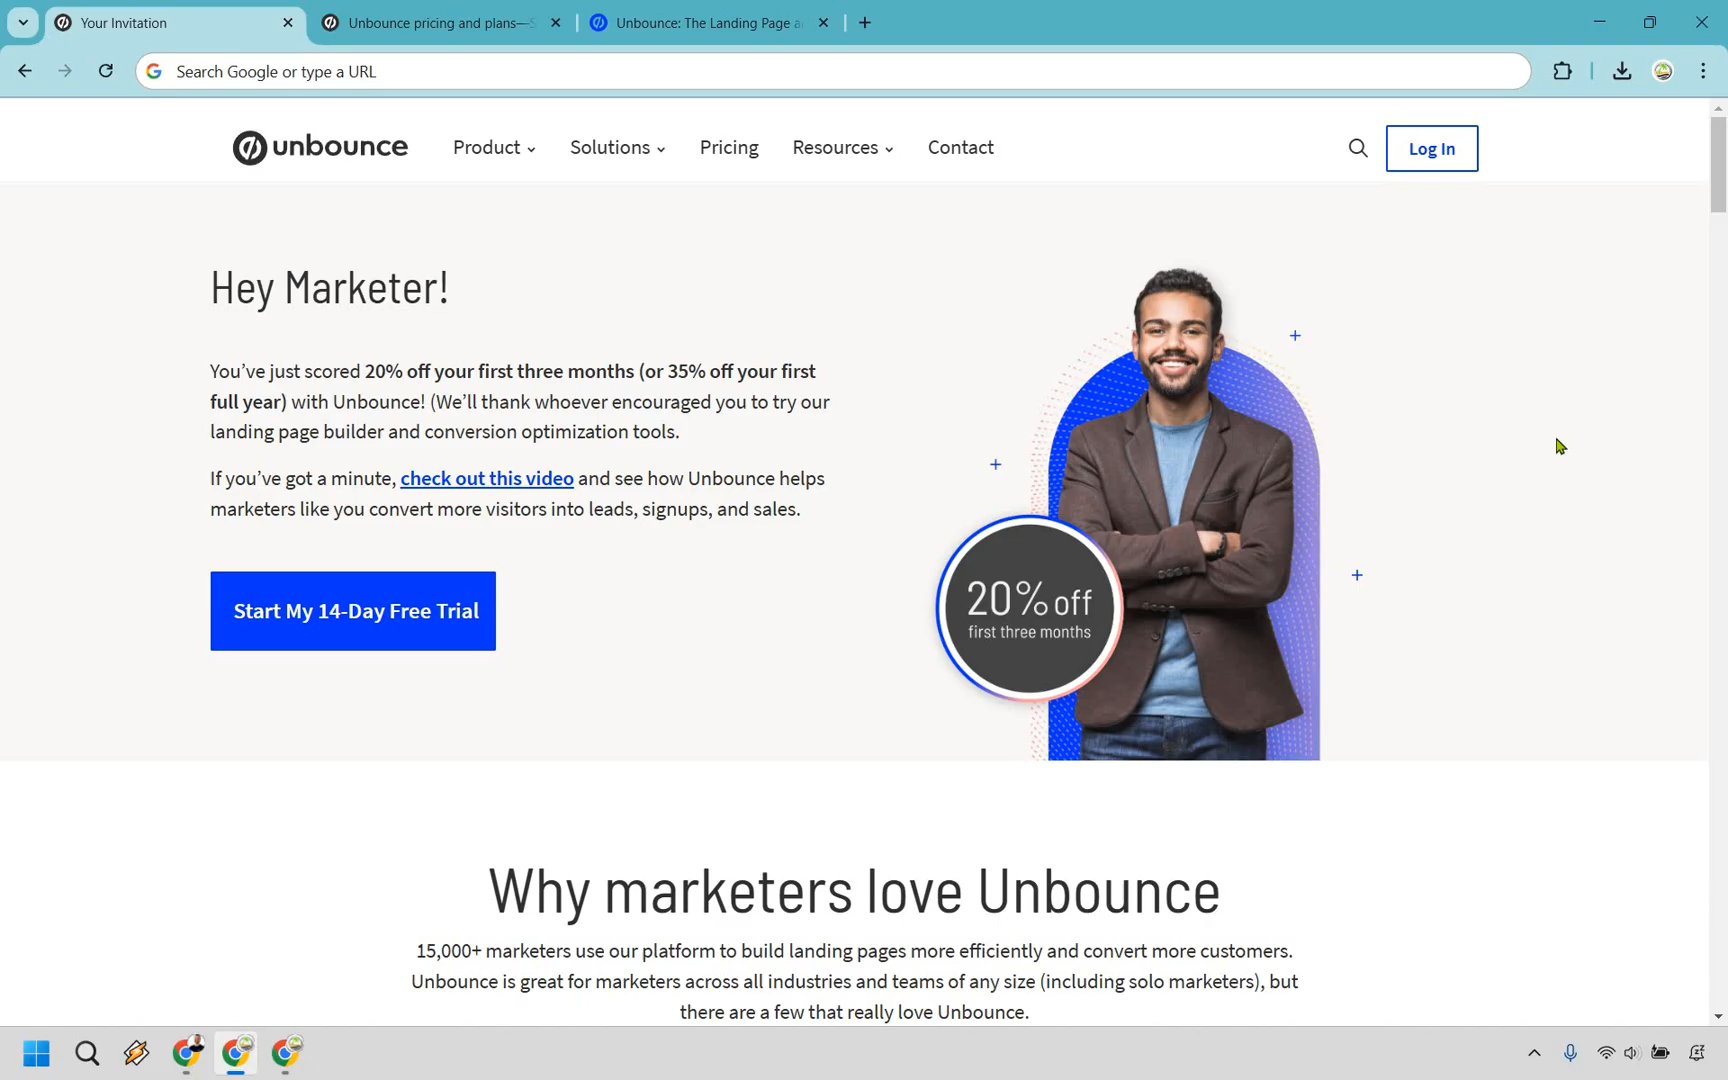 Your Invitation
Unbounce pricing and plans—S
Unbounce: The Landing Page a
Search Google or type a URL
unbounce
Product
Solutions
Pricing
Resources
Contact
Log In
Hey Marketer!
You've just scored 20% off your first three months (or 35% off your first
full year) with Unbounce! (We'll thank whoever encouraged you to try our
landing page builder and conversion optimization tools.
If you've got a minute, check out this video and see how Unbounce helps
marketers like you convert more visitors into leads, signups, and sales.
Start My 14-Day Free Trial
20% off
first three months
Why marketers love Unbounce
15,000+ marketers use our platform to build landing pages more efficiently and convert more customers.
Unbounce is great for marketers across all industries and teams of any size (including solo marketers), but
there are a few that really love Unbounce.